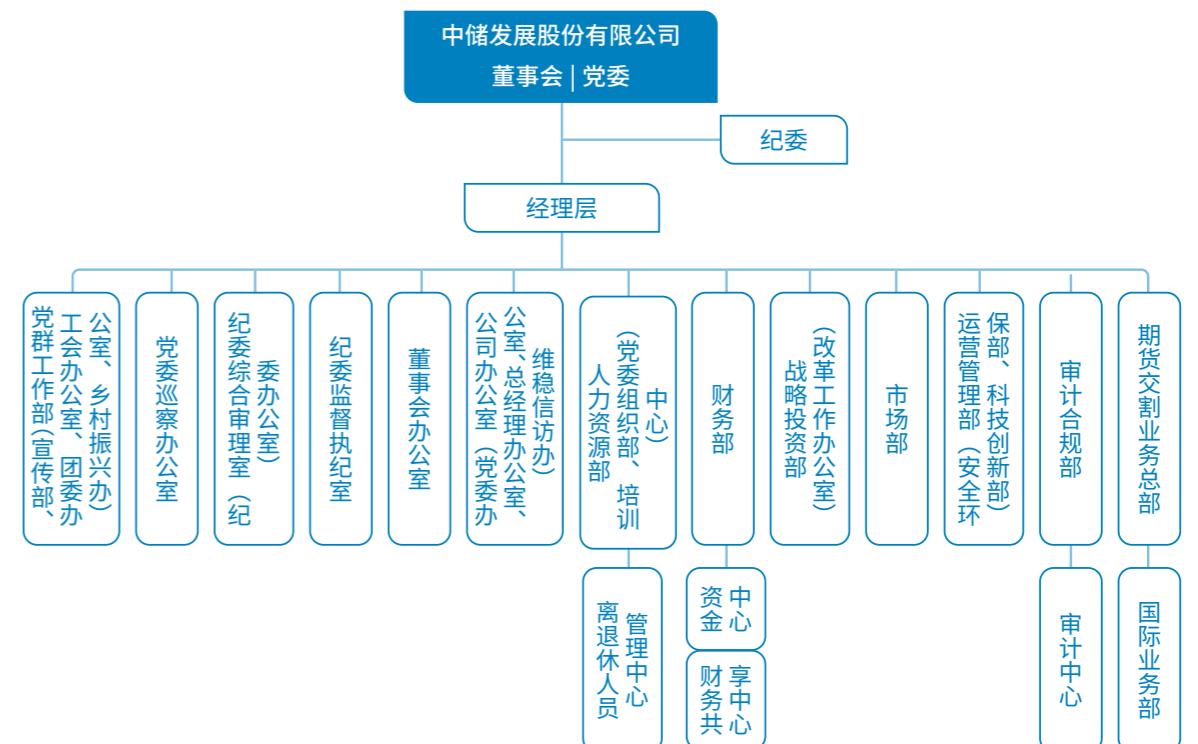 中储发展股份有限公司
董事会 | 党委
纪委
经理层
党群工作部（宣传部、
工会办公室、团委办
公室、乡村振兴办）
党委巡察办公室
纪委综合审理室（纪
委办公室）
纪委监督执纪室
董事会办公室
公司办公室（党委办
公室、总经理办公室、
维稳信访办）
人力资源部
（党委组织部、培训
中心）
财务部
战略投资部
（改革工作办公室）
市场部
运营管理部（安全环
保部、科技创新部）
审计合规部
期货交割业务总部
离退休人员
管理中心
资金
中心
财务共
享中心
审计中心
国际业务部